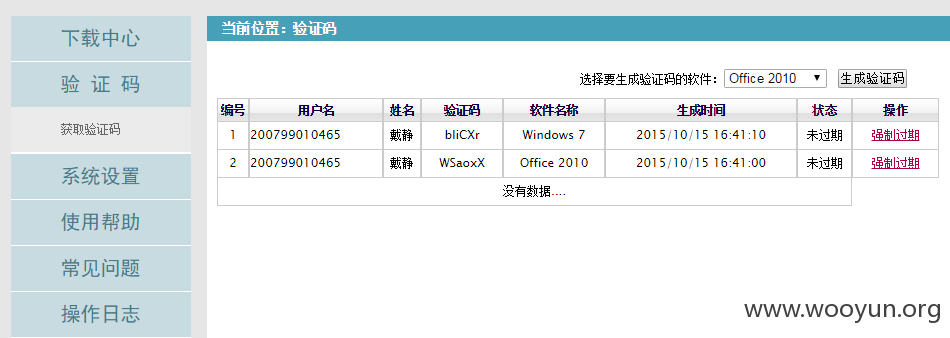 下载中心
验 证 码
获取验证码
系统设置
使用帮助
常见问题
操作日志
当前位置：验证码
选择要生成验证码的软件： Office 2010 生成验证码
编号 用户名 姓名 验证码 软件名称 生成时间 状态 操作
1 200799010465 戴静 bliCXr Windows 7 2015/10/15 16:41:10 未过期 强制过期
2 200799010465 戴静 WSaoxX Office 2010 2015/10/15 16:41:00 未过期 强制过期
没有数据....
www.wooyun.org